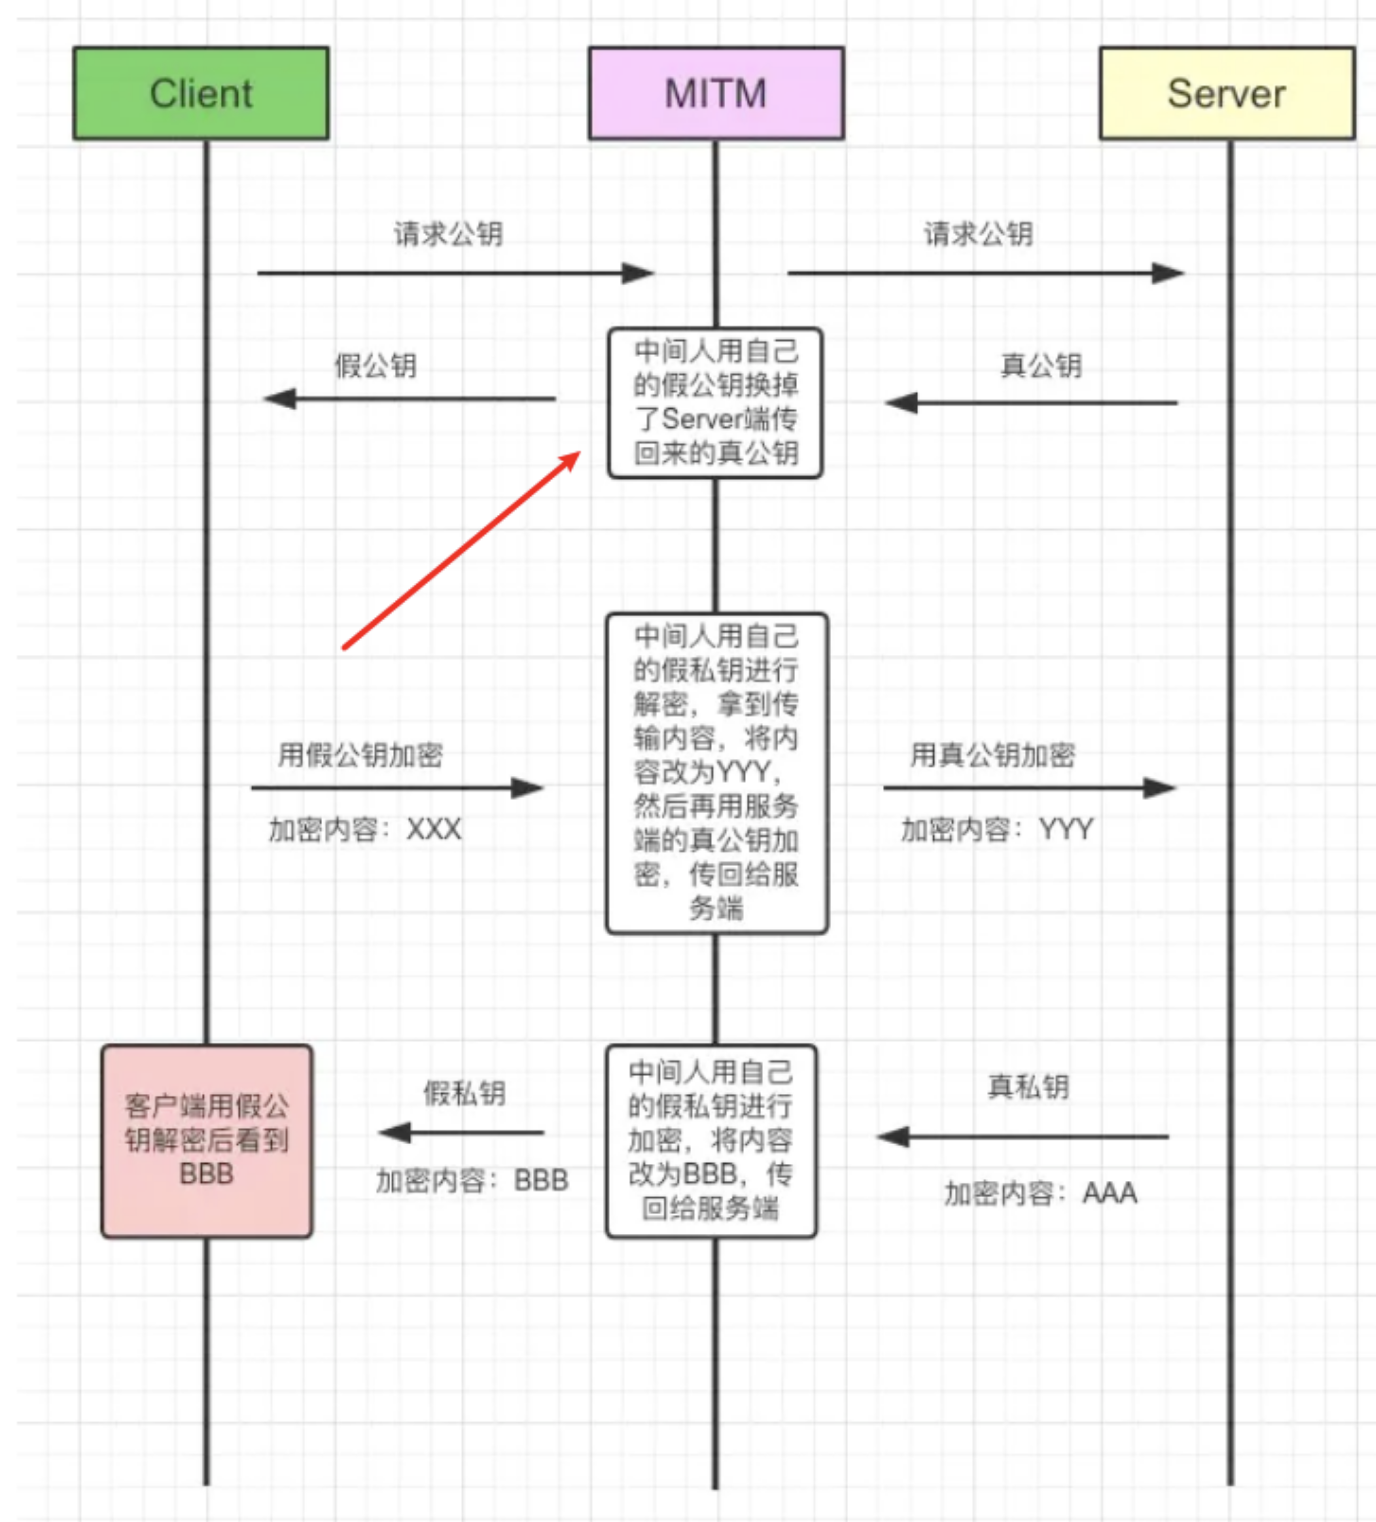 Client
MITM
Server
请求公钥
请求公钥
假公钥
中间人用自己
的假公钥换掉
了Server端传
回来的真公钥
真公钥
用假公钥加密
加密内容：XXX
中间人用自己
的假私钥进行
解密，拿到传
输内容，将内
容改为YYY，
然后再用服务
端的真公钥加
密，传回给服
务端
用真公钥加密
加密内容：YYY
客户端用假公
钥解密后看到
BBB
假私钥
加密内容：BBB
中间人用自己
的假私钥进行
加密，将内容
改为BBB，传
回给服务端
真私钥
加密内容：AAA